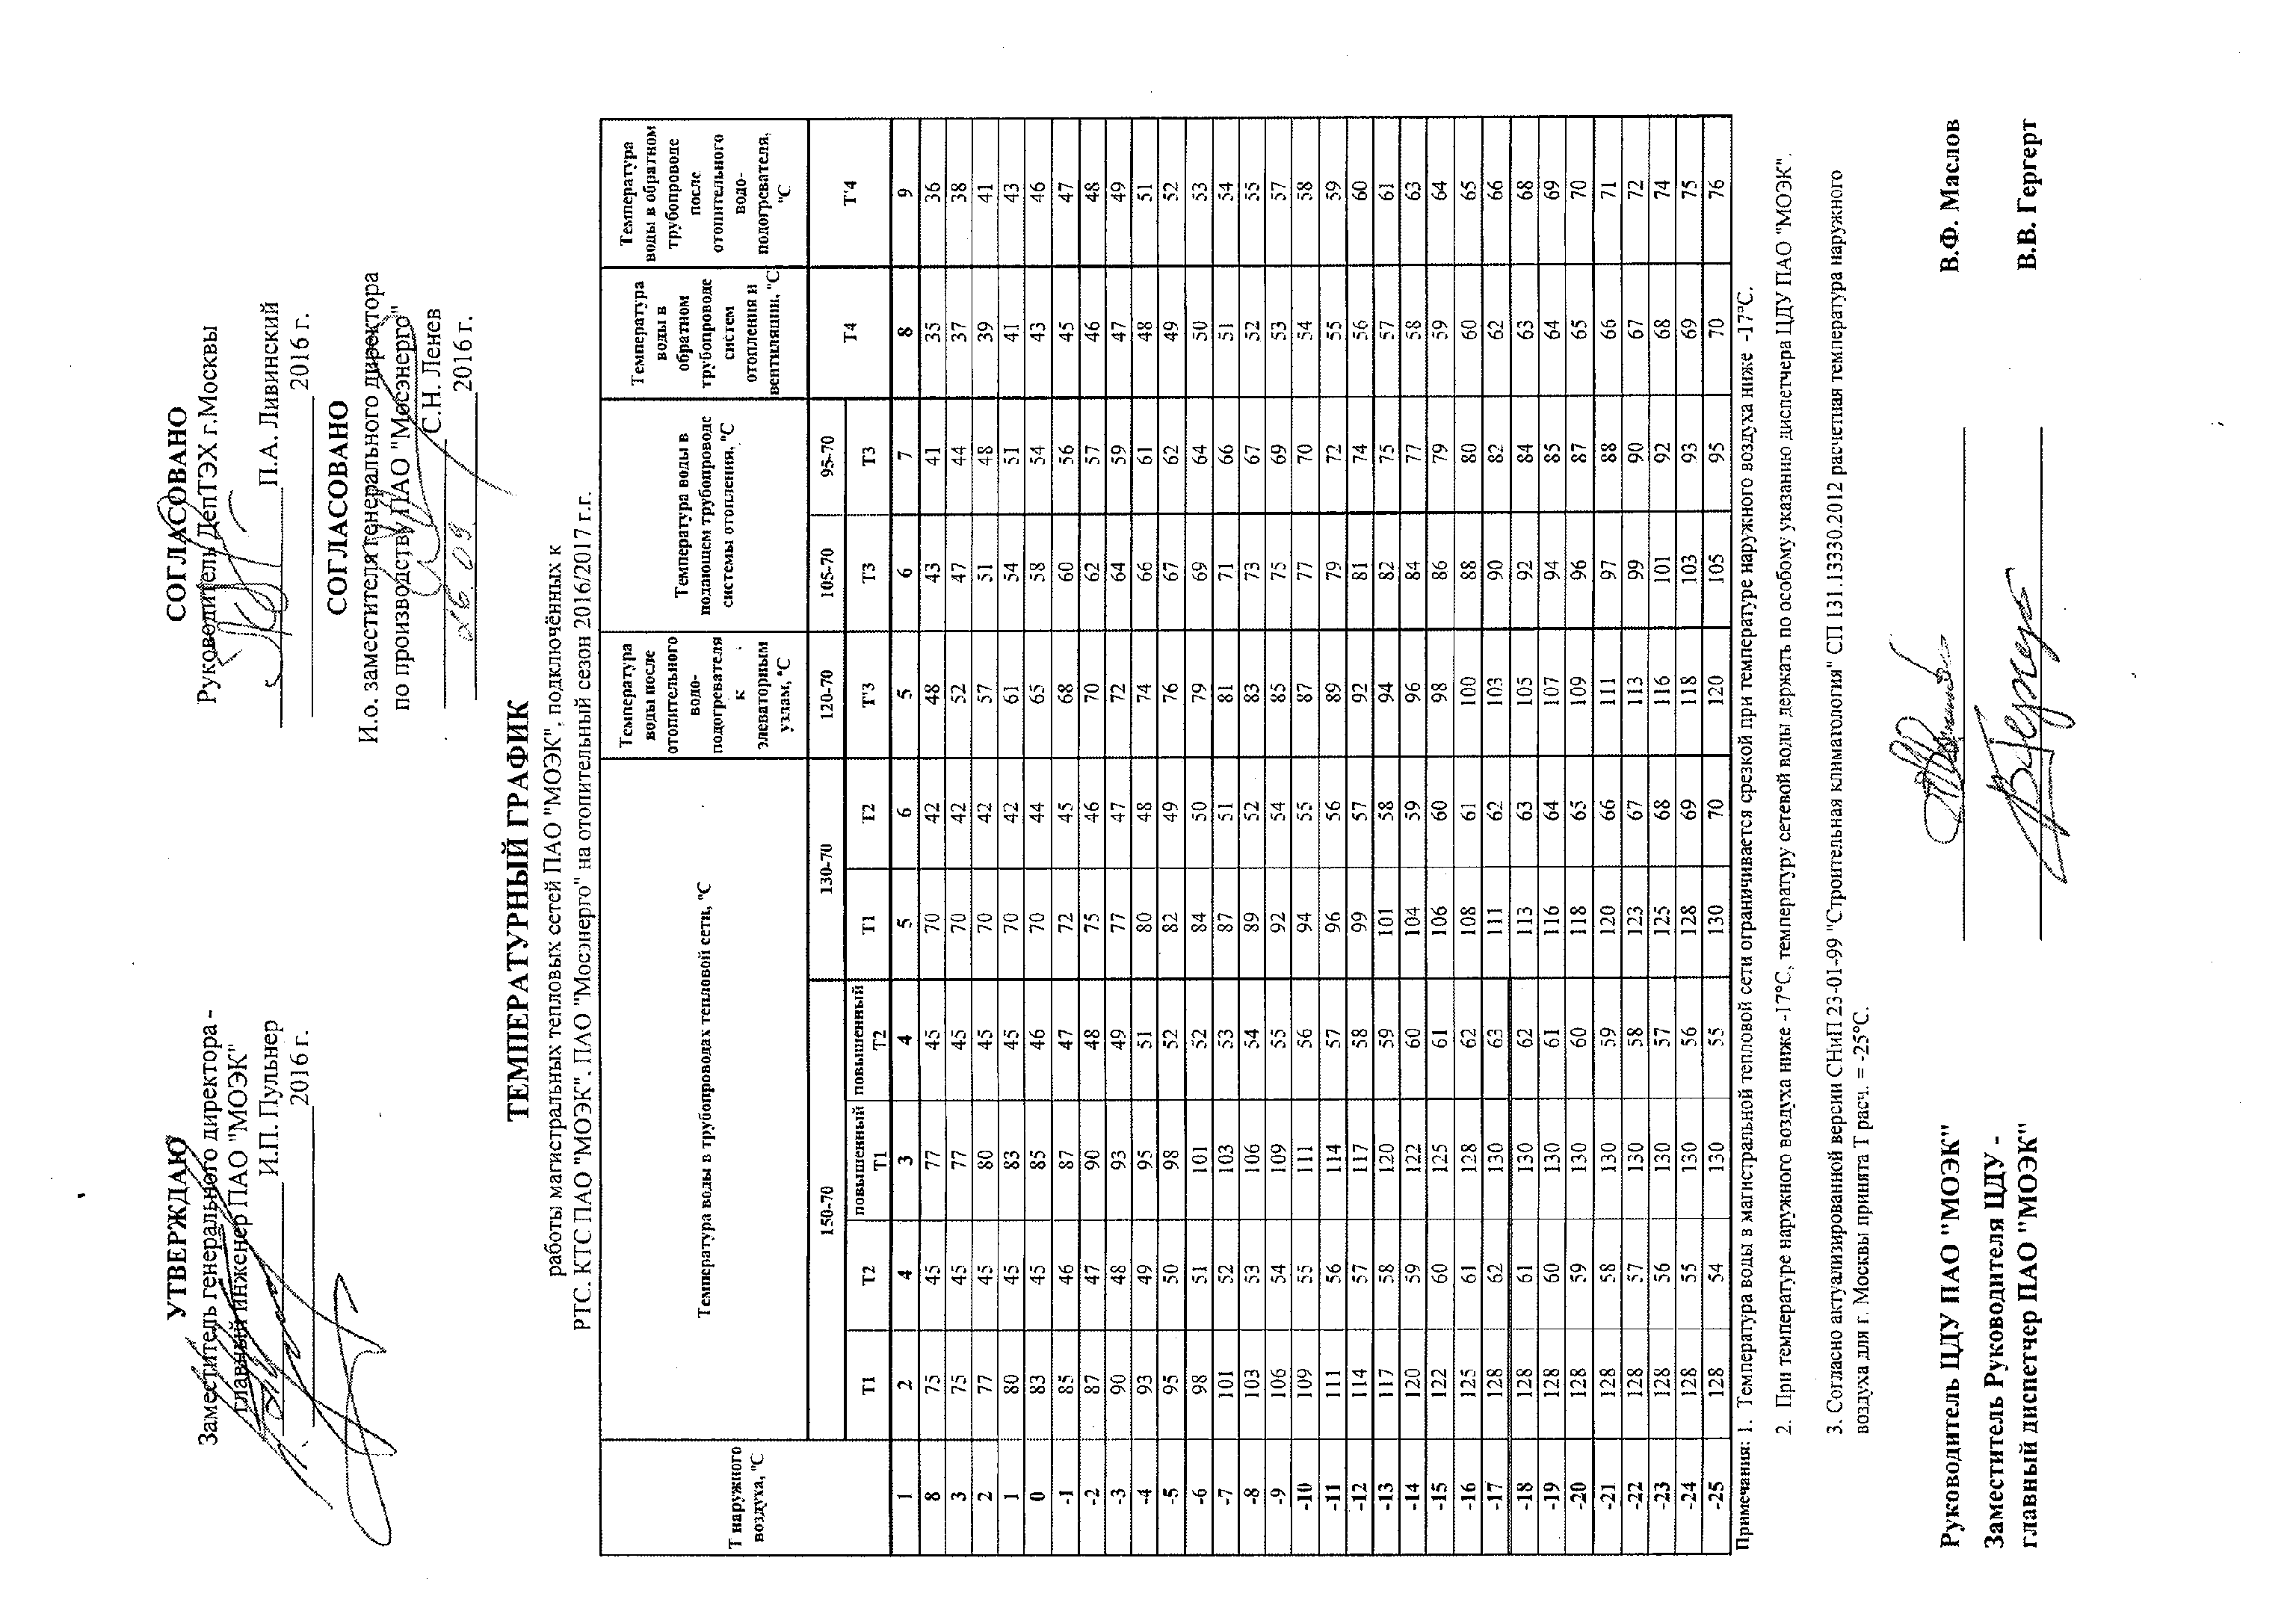 УТВЕРЖДАЮ
Заместитель генерального директора -
главный инженер ПАО "МОЭК"
И.П. Пульнер
2016 г.
СОГЛАСОВАНО
Руководитель ДепТЭХ г.Москвы
П.А. Ливинский
2016 г.
СОГЛАСОВАНО
И.о. заместителя генерального директора
по производству ПАО "Мосэнерго"
С.Н. Ленев
26.09 2016 г.
ТЕМПЕРАТУРНЫЙ ГРАФИК
работы магистральных тепловых сетей ПАО "МОЭК", подключённых к
РТС, КТС ПАО "МОЭК", ПАО "Мосэнерго" на отопительный сезон 2016/2017 г.г.
Т наружного воздуха, °С
Температура воды в трубопроводах тепловой сети, °С
Температура воды после отопительного водо-подогревателя к элеваторным узлам, °С
Температура воды в подающем трубопроводе системы отопления, °С
Температура воды в обратном трубопроводе систем отопления и вентиляции, °С
Температура воды в обратном трубопроводе после отопительного водо-подогревателя, °С
150-70 130-70 120-70 105-70 95-70
Т1 Т2 повышенный Т1 повышенный Т2 Т1 Т2 Т"3 Т3 Т3 Т4 Т'4
1 2 4 3 4 5 6 5 6 7 8 9
8 75 45 77 45 70 42 48 43 41 35 36
3 75 45 77 45 70 42 52 47 44 37 38
2 77 45 80 45 70 42 57 51 48 39 41
1 80 45 83 45 70 42 61 54 51 41 43
0 83 45 85 46 70 44 65 58 54 43 46
-1 85 46 87 47 72 45 68 60 56 45 47
-2 87 47 90 48 75 46 70 62 57 46 48
-3 90 48 93 49 77 47 72 64 59 47 49
-4 93 49 95 51 80 48 74 66 61 48 51
-5 95 50 98 52 82 49 76 67 62 49 52
-6 98 51 101 52 84 50 79 69 64 50 53
-7 101 52 103 53 87 51 81 71 66 51 54
-8 103 53 106 54 89 52 83 73 67 52 55
-9 106 54 109 55 92 54 85 75 69 53 57
-10 109 55 111 56 94 55 87 77 70 54 58
-11 111 56 114 57 96 56 89 79 72 55 59
-12 114 57 117 58 99 57 92 81 74 56 60
-13 117 58 120 59 101 58 94 82 75 57 61
-14 120 59 122 60 104 59 96 84 77 58 63
-15 122 60 125 61 106 60 98 86 79 59 64
-16 125 61 128 62 108 61 100 88 80 60 65
-17 128 62 130 63 111 62 103 90 82 62 66
-18 128 61 130 62 113 63 105 92 84 63 68
-19 128 60 130 61 116 64 107 94 85 64 69
-20 128 59 130 60 118 65 109 96 87 65 70
-21 128 58 130 59 120 66 111 97 88 66 71
-22 128 57 130 58 123 67 113 99 90 67 72
-23 128 56 130 57 125 68 116 101 92 68 74
-24 128 55 130 56 128 69 118 103 93 69 75
-25 128 54 130 55 130 70 120 105 95 70 76
Примечания: 1. Температура воды в магистральной тепловой сети ограничивается срезкой при температуре наружного воздуха ниже -17°С.
2. При температуре наружного воздуха ниже -17°С, температуру сетевой воды держать по особому указанию диспетчера ЦДУ ПАО "МОЭК".
3. Согласно актуализированной версии СНиП 23-01-99 "Строительная климатология" СП 131.13330.2012 расчетная температура наружного
воздуха для г. Москвы принята Т расч. = -25°С.
Руководитель ЦДУ ПАО "МОЭК" В.Ф. Маслов
Заместитель Руководителя ЦДУ -
главный диспетчер ПАО "МОЭК" В.В. Гергерт